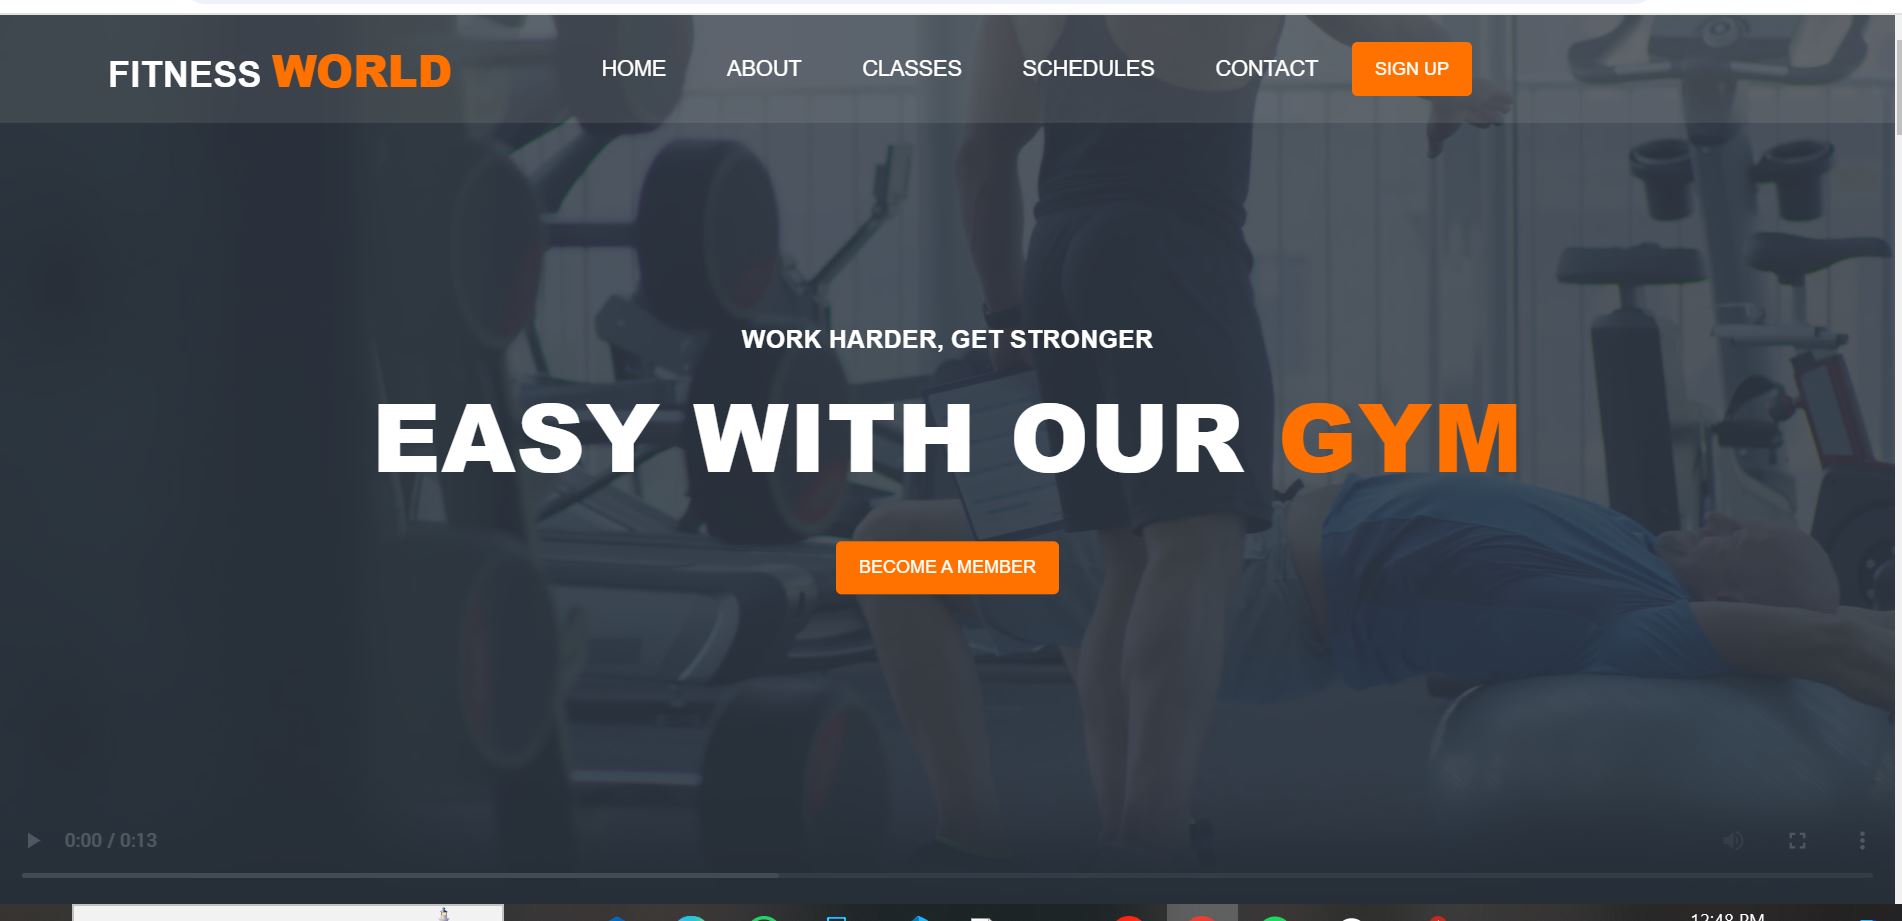 FITNESS WORLD HOME ABOUT CLASSES SCHEDULES CONTACT SIGN UP
WORK HARDER, GET STRONGER
EASY WITH OUR GYM
BECOME A MEMBER
0:00 / 0:13
12:48 PM